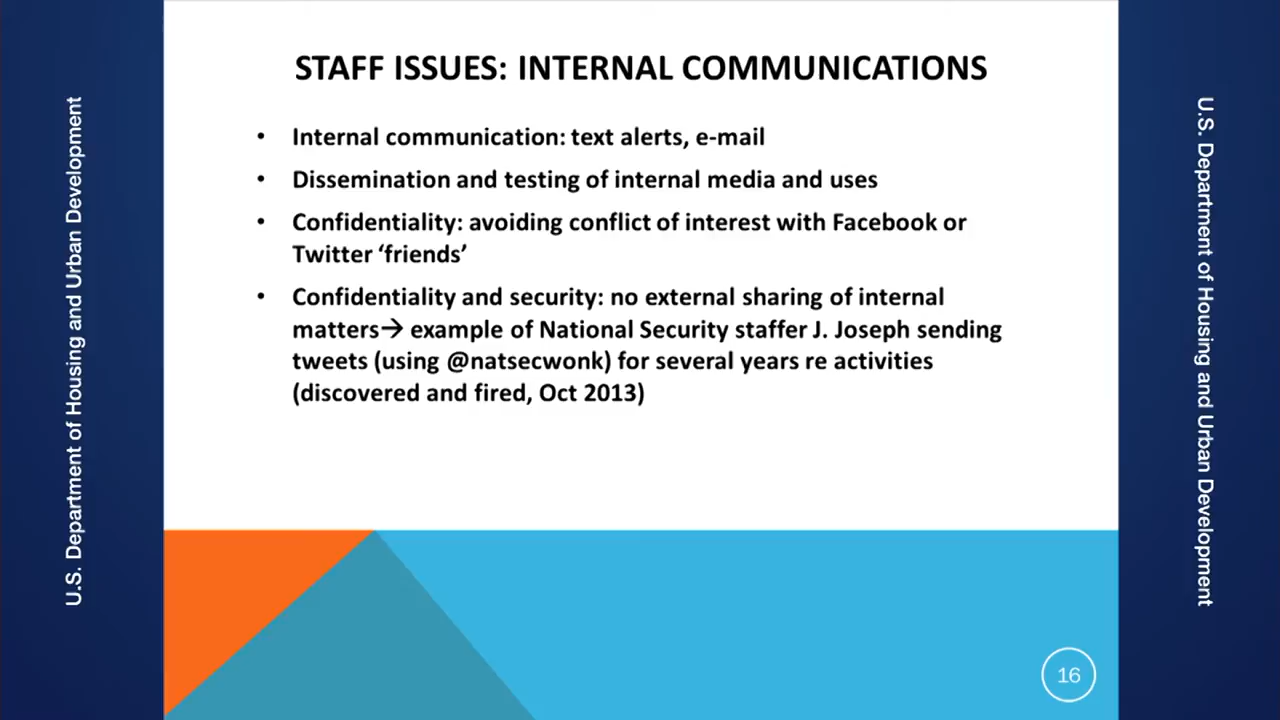 STAFF ISSUES: INTERNAL COMMUNICATIONS
• Internal communication: text alerts, e-mail
• Dissemination and testing of internal media and uses
• Confidentiality: avoiding conflict of interest with Facebook or
Twitter ‘friends’
• Confidentiality and security: no external sharing of internal
matters→ example of National Security staffer J. Joseph sending
tweets (using @natsecwonk) for several years re activities
(discovered and fired, Oct 2013)
16
U.S. Department of Housing and Urban Development
U.S. Department of Housing and Urban Development